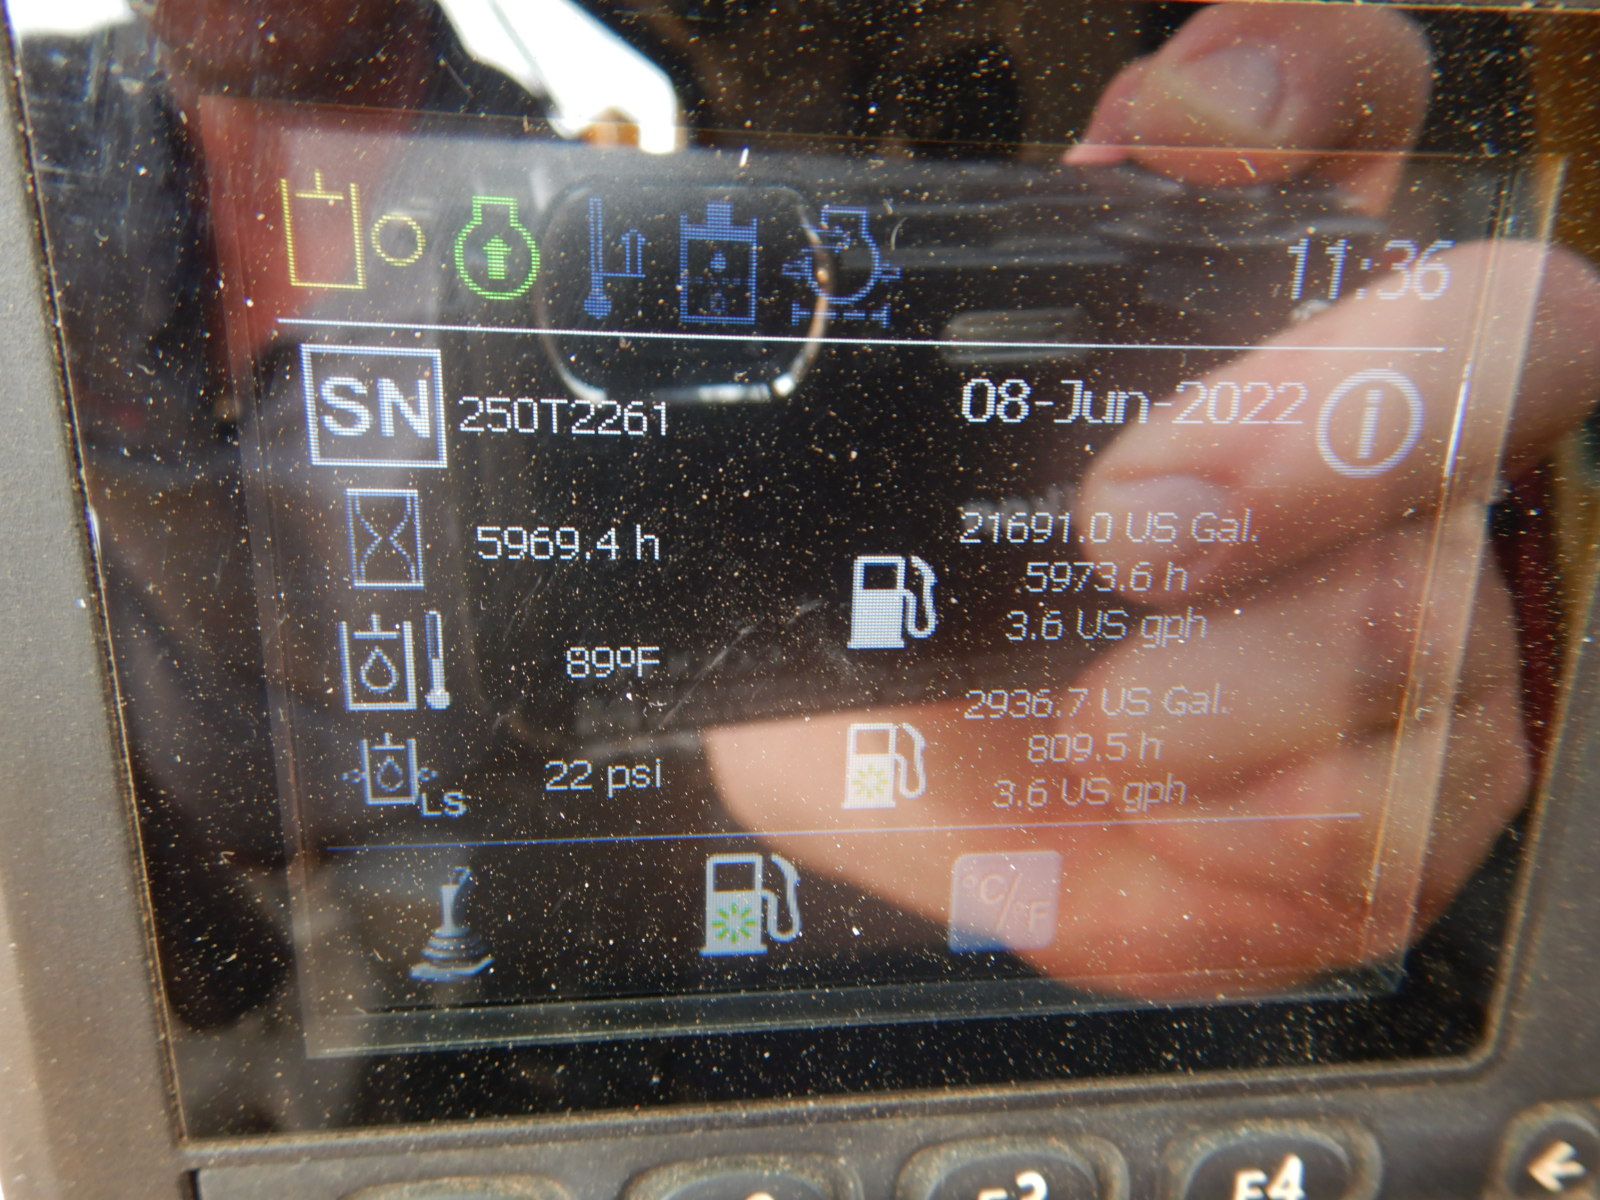 11:36
SN 250T2261
08-Jun-2022
5969.4 h
21691.0 US Gal.
5973.6 h
3.6 US gph
89ºF
2936.7 US Gal.
809.5 h
3.6 US gph
22 psi
LS
°C/°F
F4